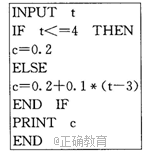 INPUT t
IF t<=4 THEN
c=0.2
ELSE
c=0.2+0.1*(t-3)
END IF
PRINT c
END
@正确教育